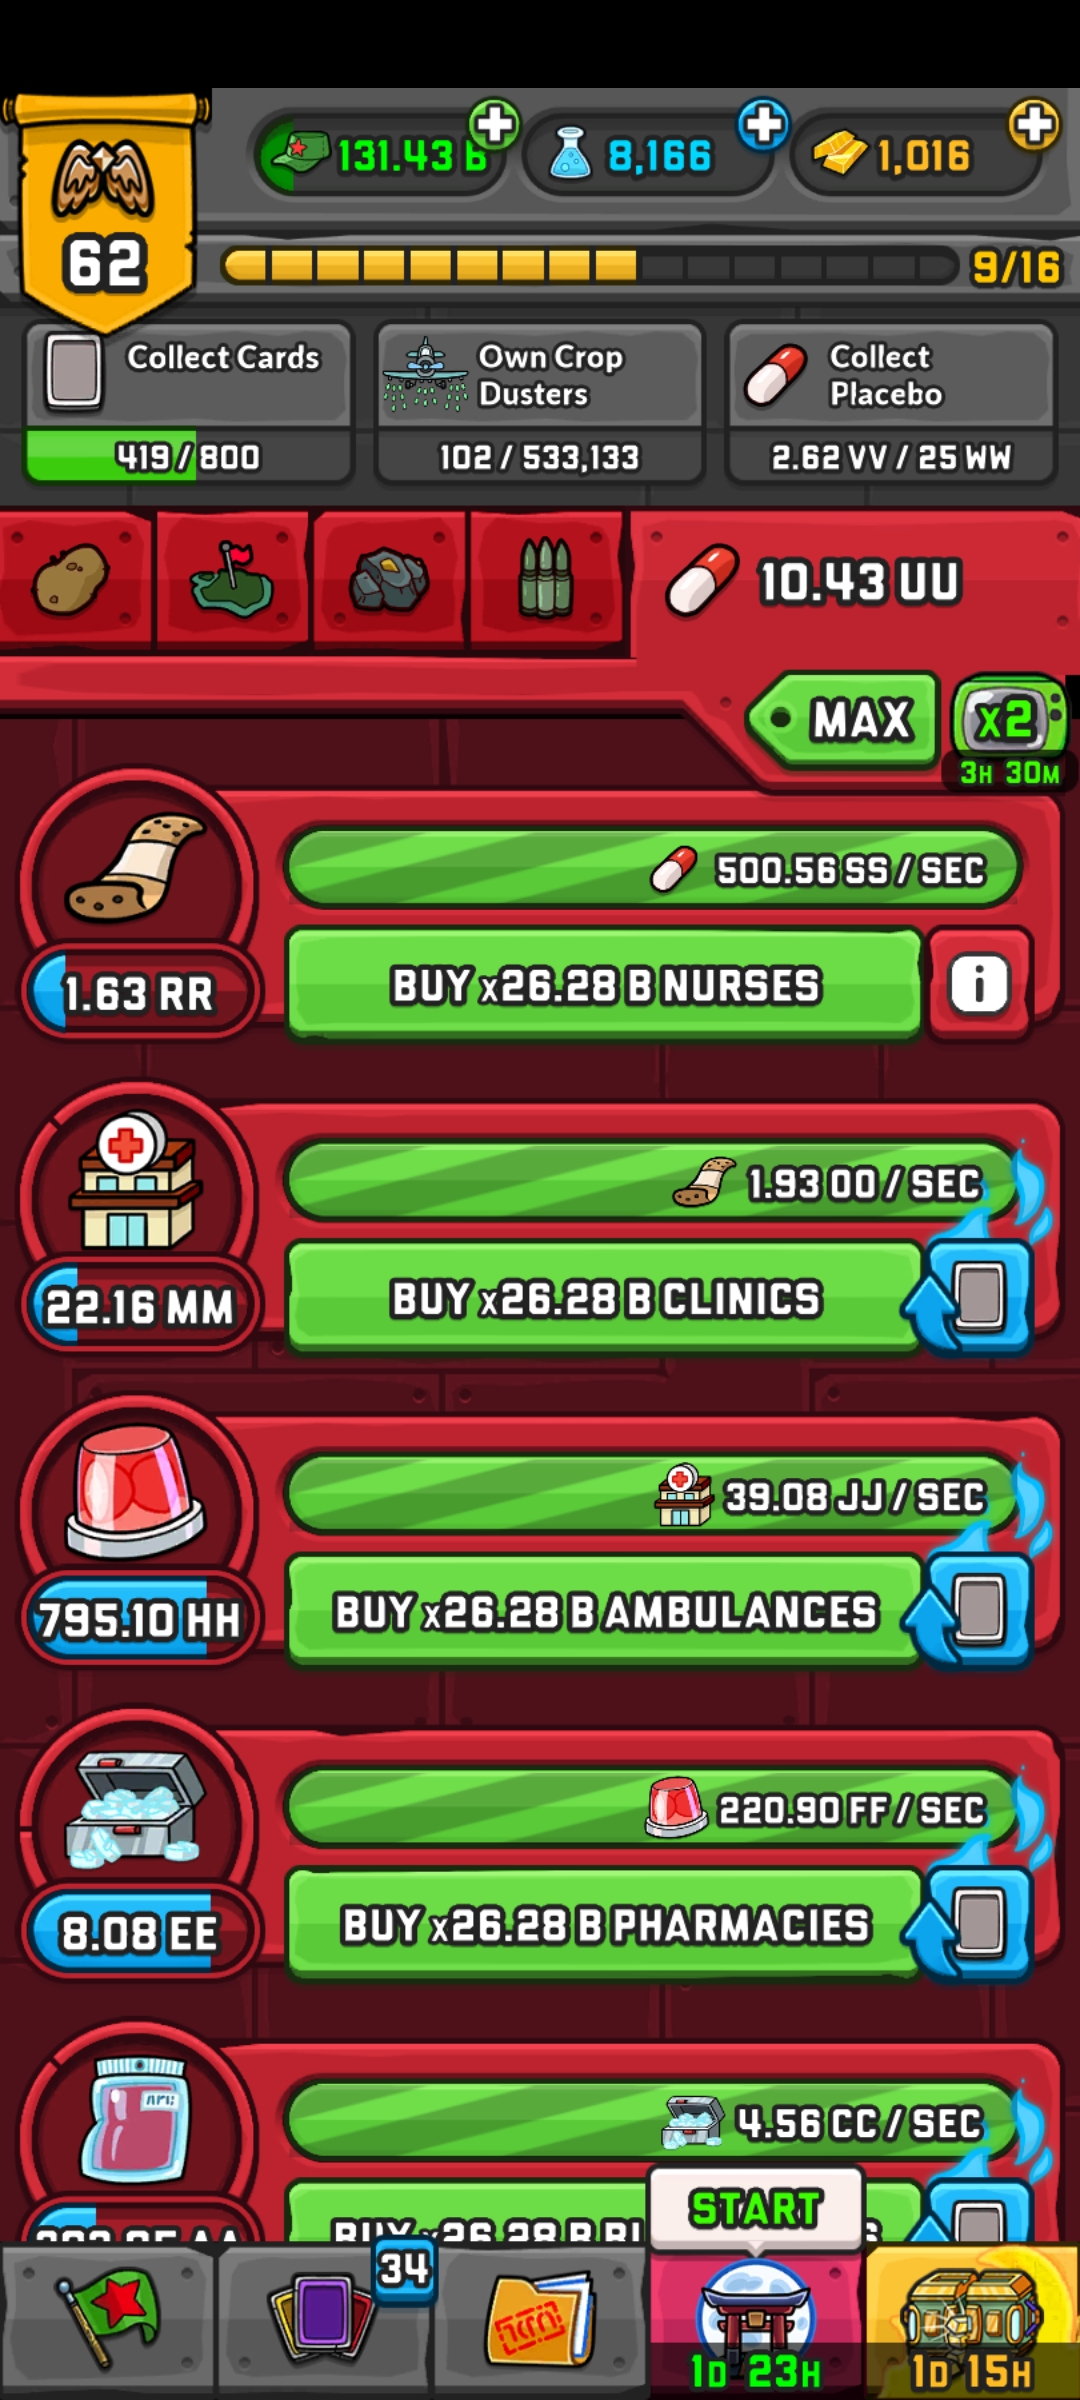 131.43 B
8,166
1,016
62
9/16
Collect Cards
419 / 800
Own Crop
Dusters
102 / 533,133
Collect
Placebo
2.62 VV / 25 WW
10.43 UU
MAX
x2
3H 30M
500.56 SS / SEC
1.63 RR
BUY x26.28 B NURSES
i
1.93 OO / SEC
22.16 MM
BUY x26.28 B CLINICS
39.08 JJ / SEC
795.10 HH
BUY x26.28 B AMBULANCES
220.90 FF / SEC
8.08 EE
BUY x26.28 B PHARMACIES
4.56 CC / SEC
BUY x26.28 B
START
34
1D 23H
1D 15H